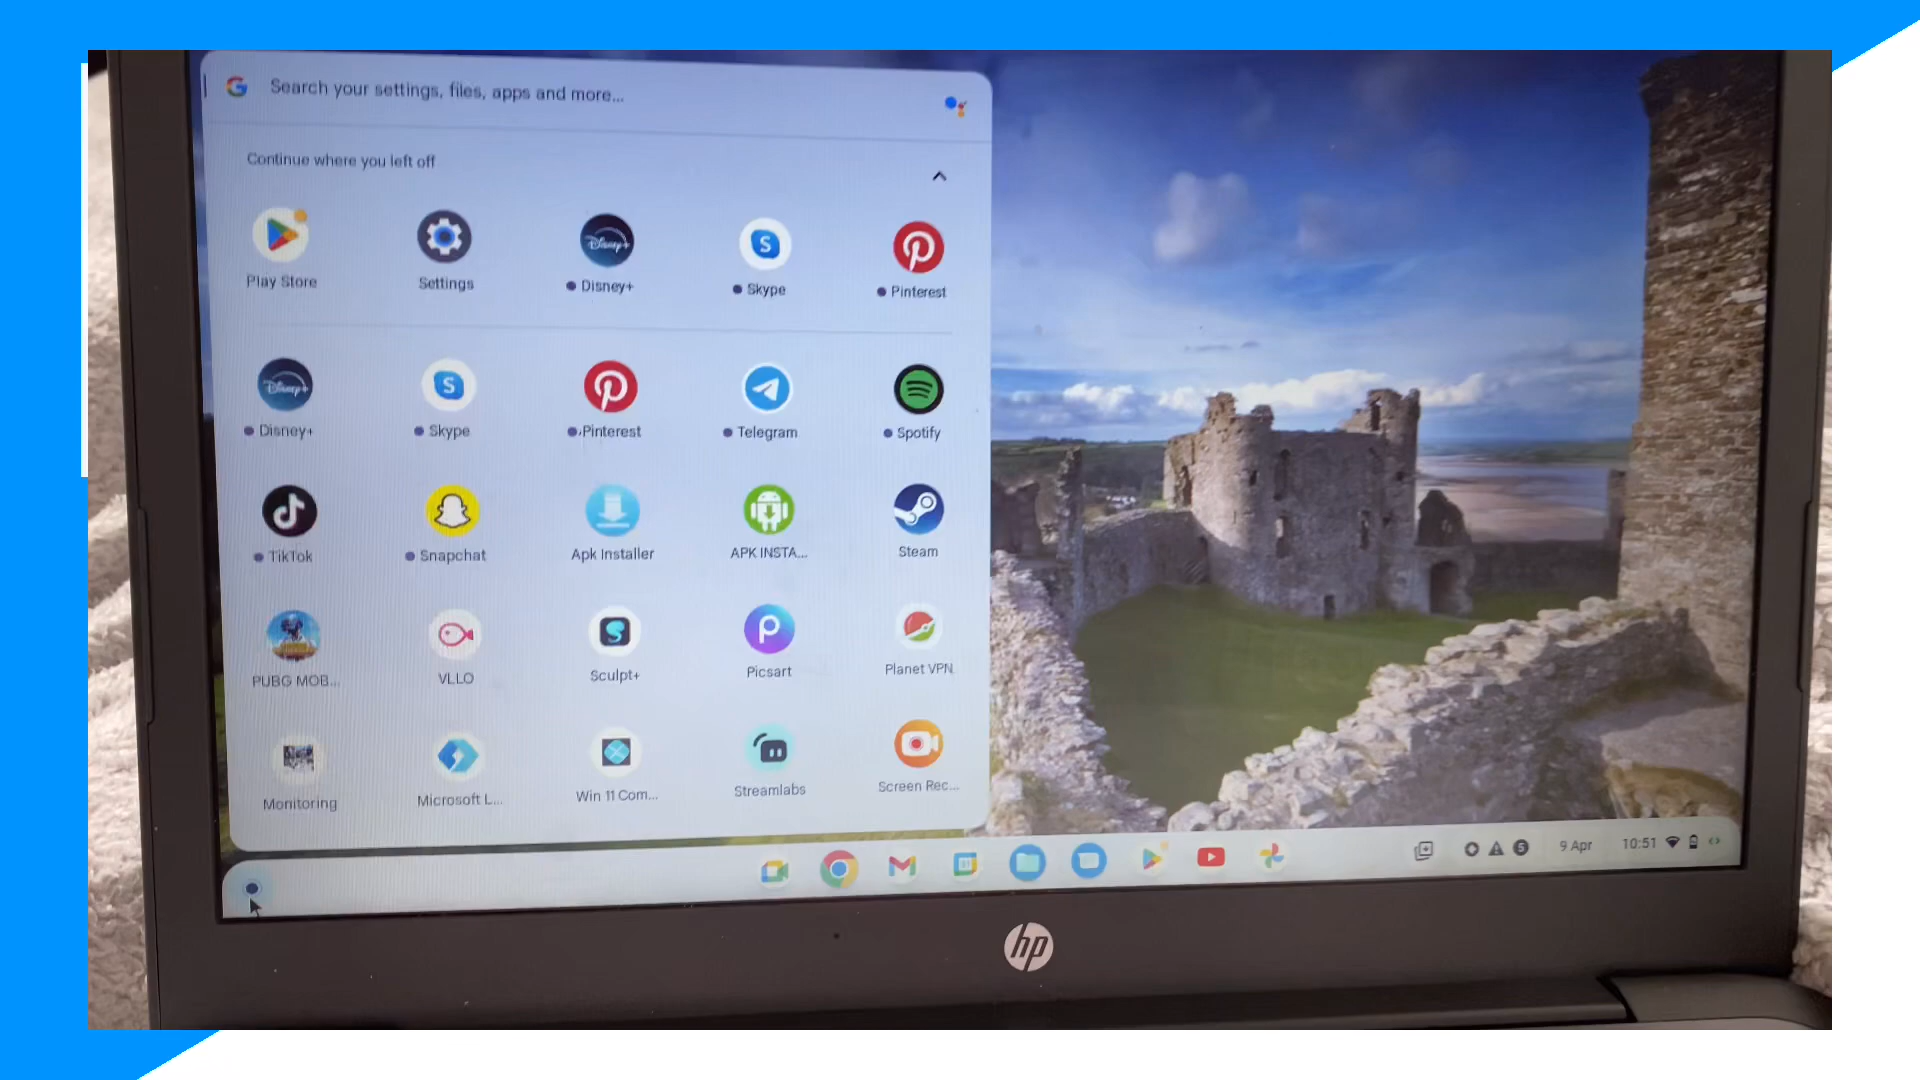 Search your settings, files, apps and more...
Continue where you left off
Play Store
Settings
Disney+
Skype
Pinterest
Disney+
Skype
Pinterest
Telegram
Spotify
TikTok
Snapchat
Apk Installer
APK INSTA...
Steam
PUBG MOB...
VLLO
Sculpt+
Picsart
Planet VPN
Monitoring
Microsoft L...
Win 11 Com...
Streamlabs
Screen Rec...
5
9 Apr
10:51
hp